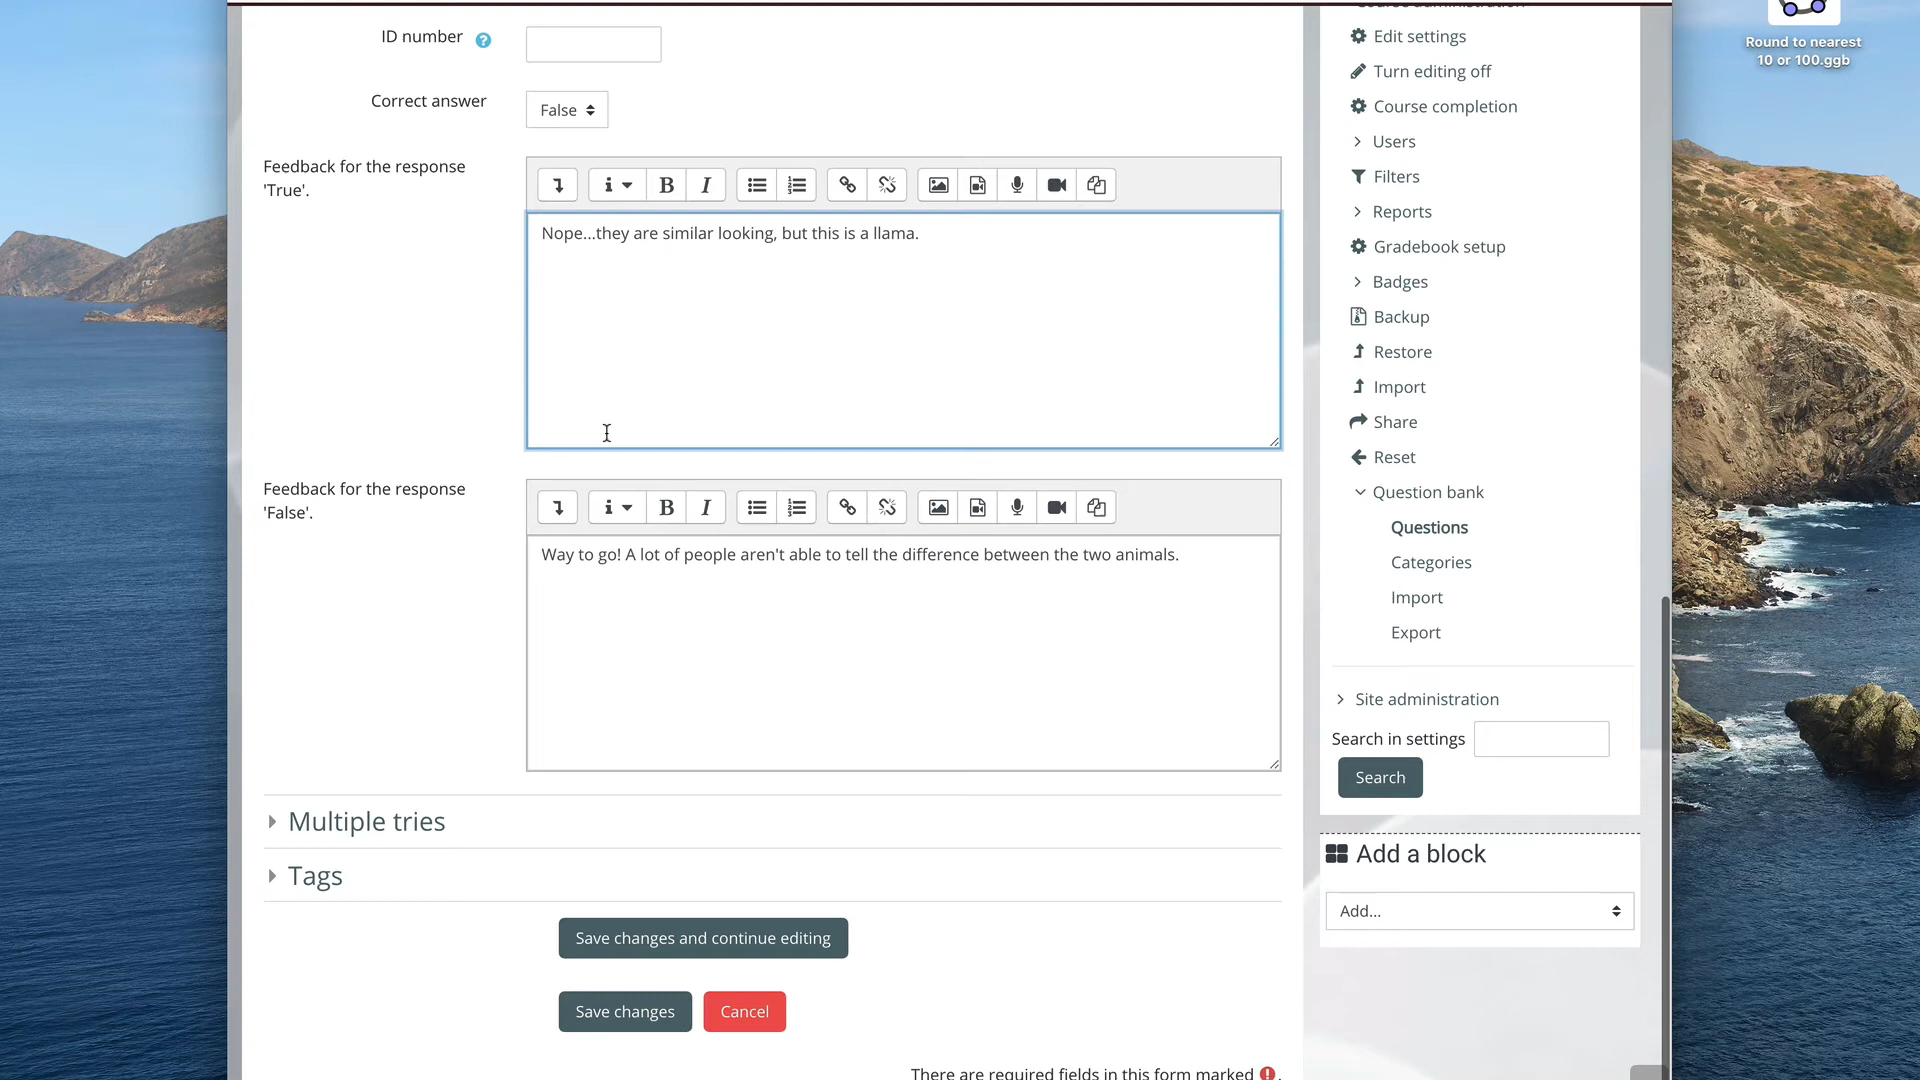 ID number
Correct answer
False
Feedback for the response
'True'.
Nope...they are similar looking, but this is a llama.
Feedback for the response
'False'.
Way to go! A lot of people aren't able to tell the difference between the two animals.
Multiple tries
Tags
Save changes and continue editing
Save changes
Cancel
There are required fields in this form marked
Edit settings
Turn editing off
Course completion
Users
Filters
Reports
Gradebook setup
Badges
Backup
Restore
Import
Share
Reset
Question bank
Questions
Categories
Import
Export
Site administration
Search in settings
Search
Add a block
Add...
Round to nearest
10 or 100.ggb